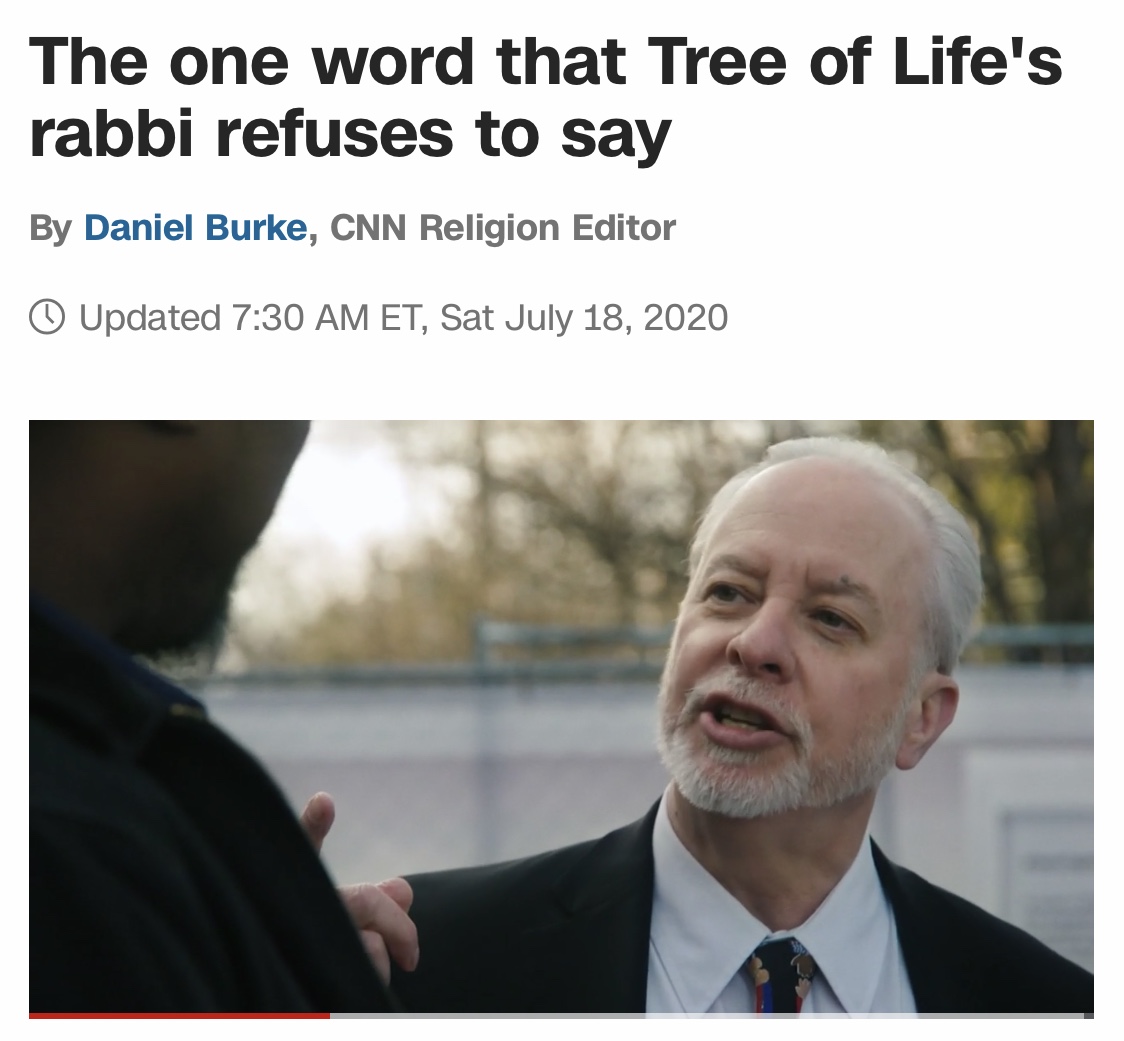 The one word that Tree of Life's
rabbi refuses to say
By Daniel Burke, CNN Religion Editor
Updated 7:30 AM ET, Sat July 18, 2020